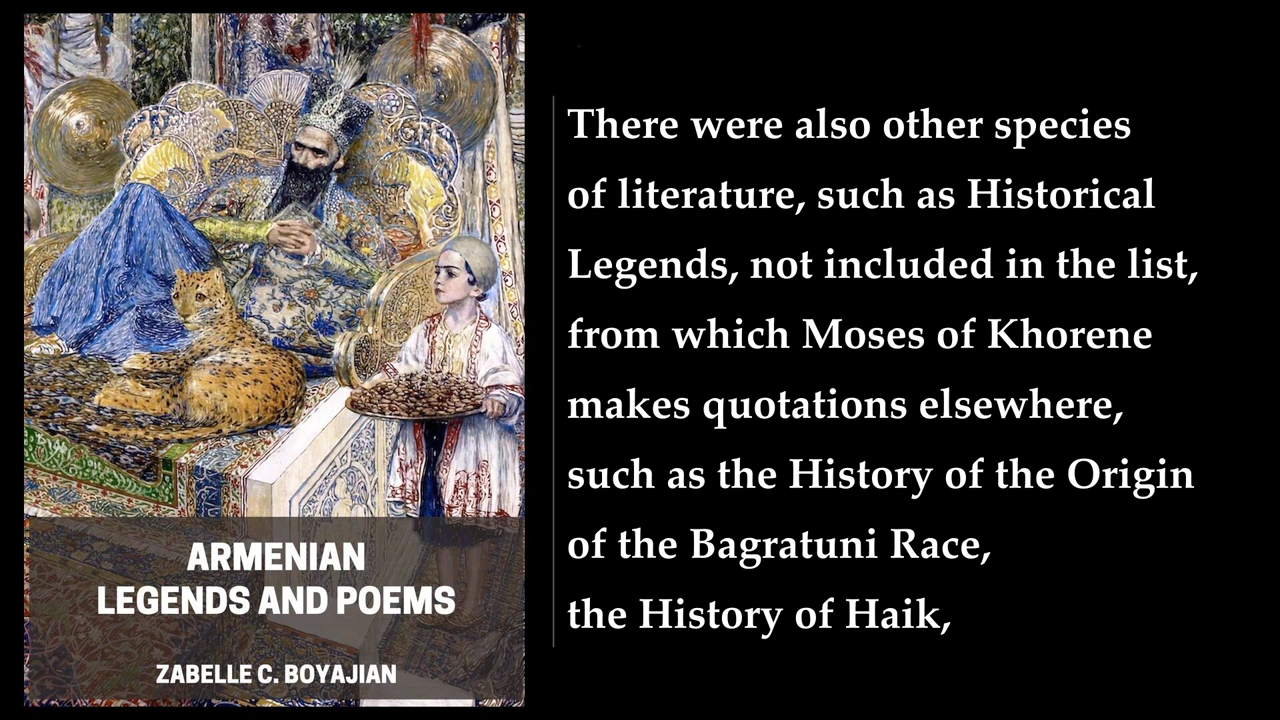 ARMENIAN
LEGENDS AND POEMS
ZABELLE C. BOYAJIAN
There were also other species
of literature, such as Historical
Legends, not included in the list,
from which Moses of Khorene
makes quotations elsewhere,
such as the History of the Origin
of the Bagratuni Race,
the History of Haik,